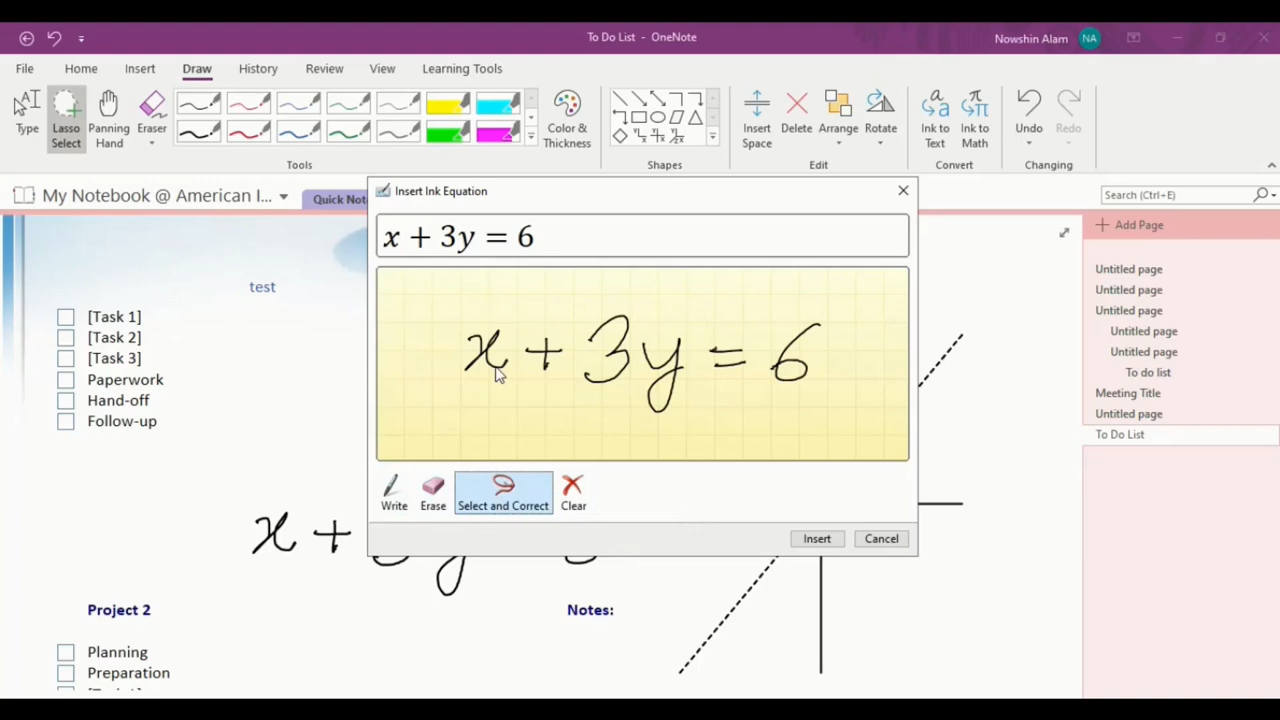 To Do List - OneNote
Nowshin Alam NA
File Home Insert Draw History Review View Learning Tools
Type
Lasso Select
Panning Hand
Eraser
Color & Thickness
Insert Space
Delete
Arrange
Rotate
Ink to Text
Ink to Math
Undo
Redo
Tools
Shapes
Edit
Convert
Changing
My Notebook @ American I...
Quick Not
Search (Ctrl+E)
Insert Ink Equation
x + 3y = 6
x + 3y = 6
Write
Erase
Select and Correct
Clear
Insert
Cancel
test
[Task 1]
[Task 2]
[Task 3]
Paperwork
Hand-off
Follow-up
x +
Project 2
Notes:
Planning
Preparation
Add Page
Untitled page
Untitled page
Untitled page
Untitled page
Untitled page
To do list
Meeting Title
Untitled page
To Do List